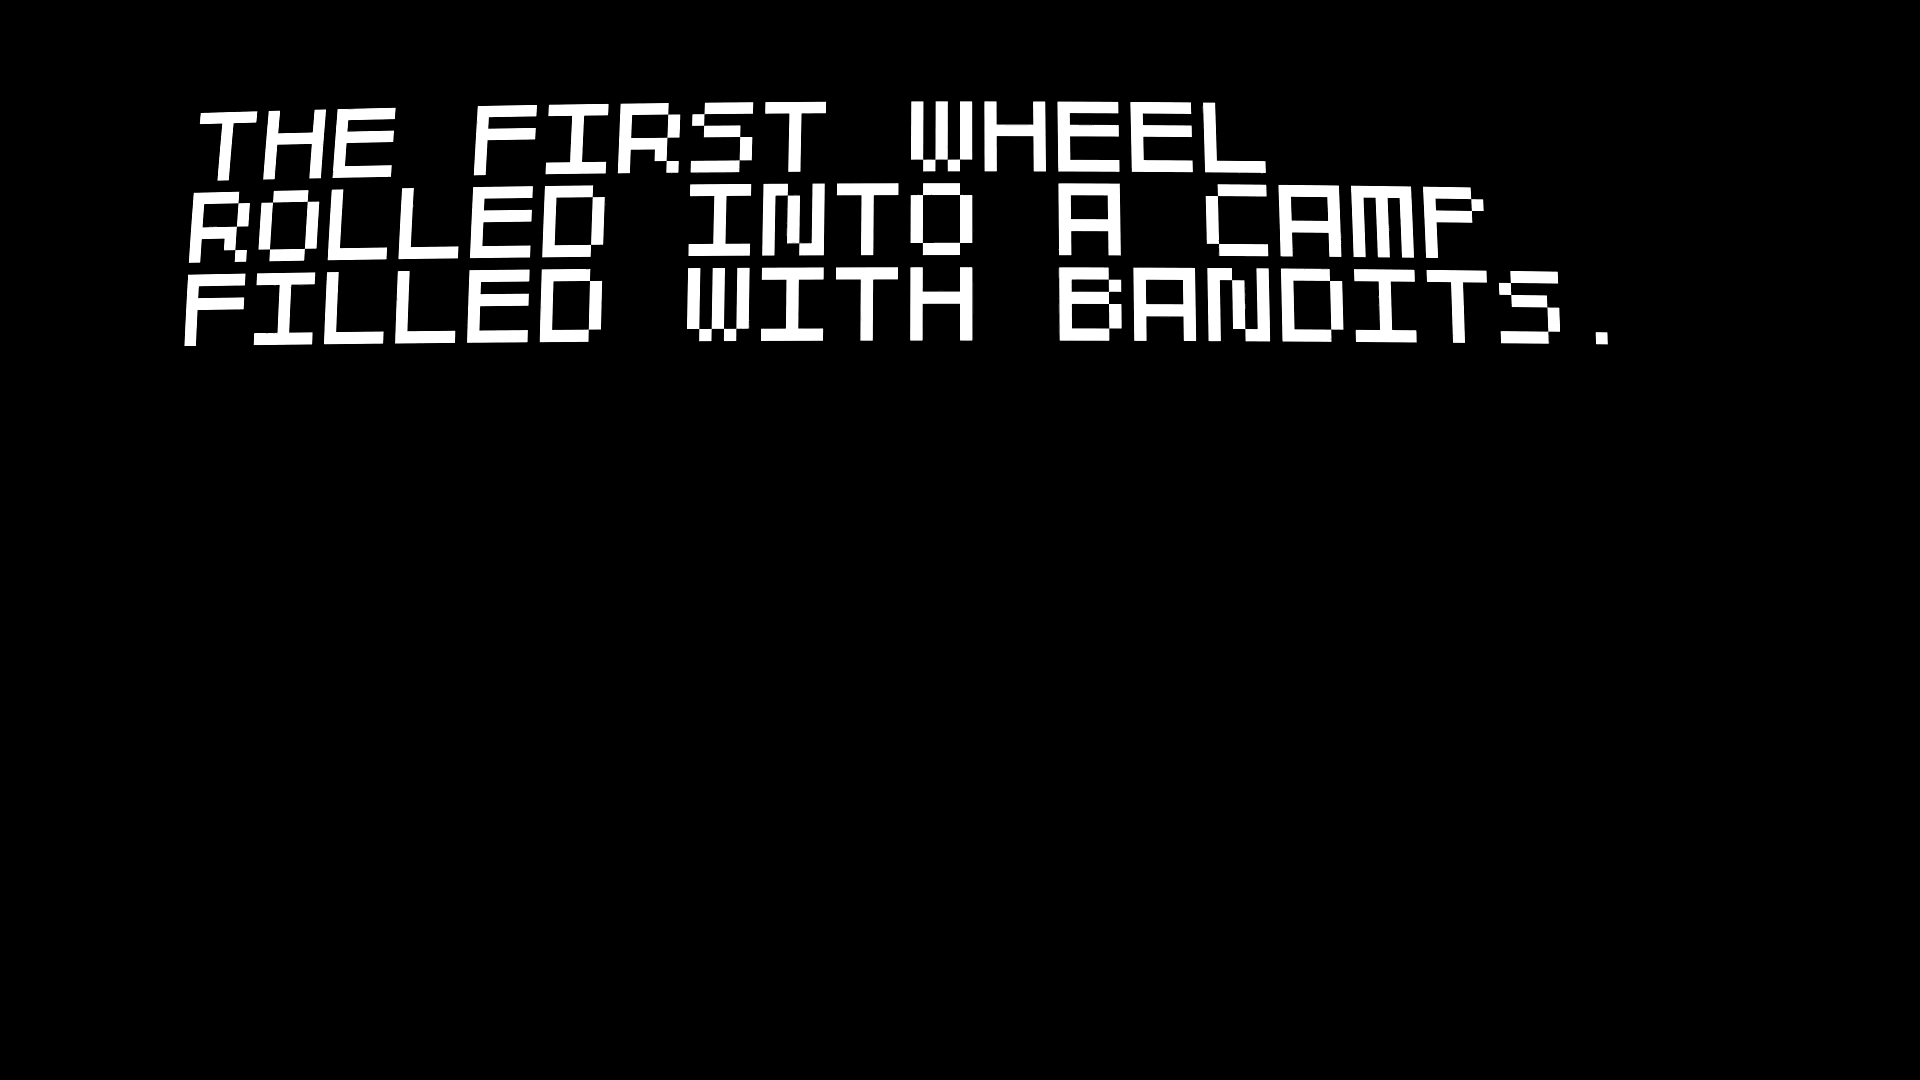 THE FIRST WHEEL
ROLLED INTO A CAMP
FILLED WITH BANDITS.